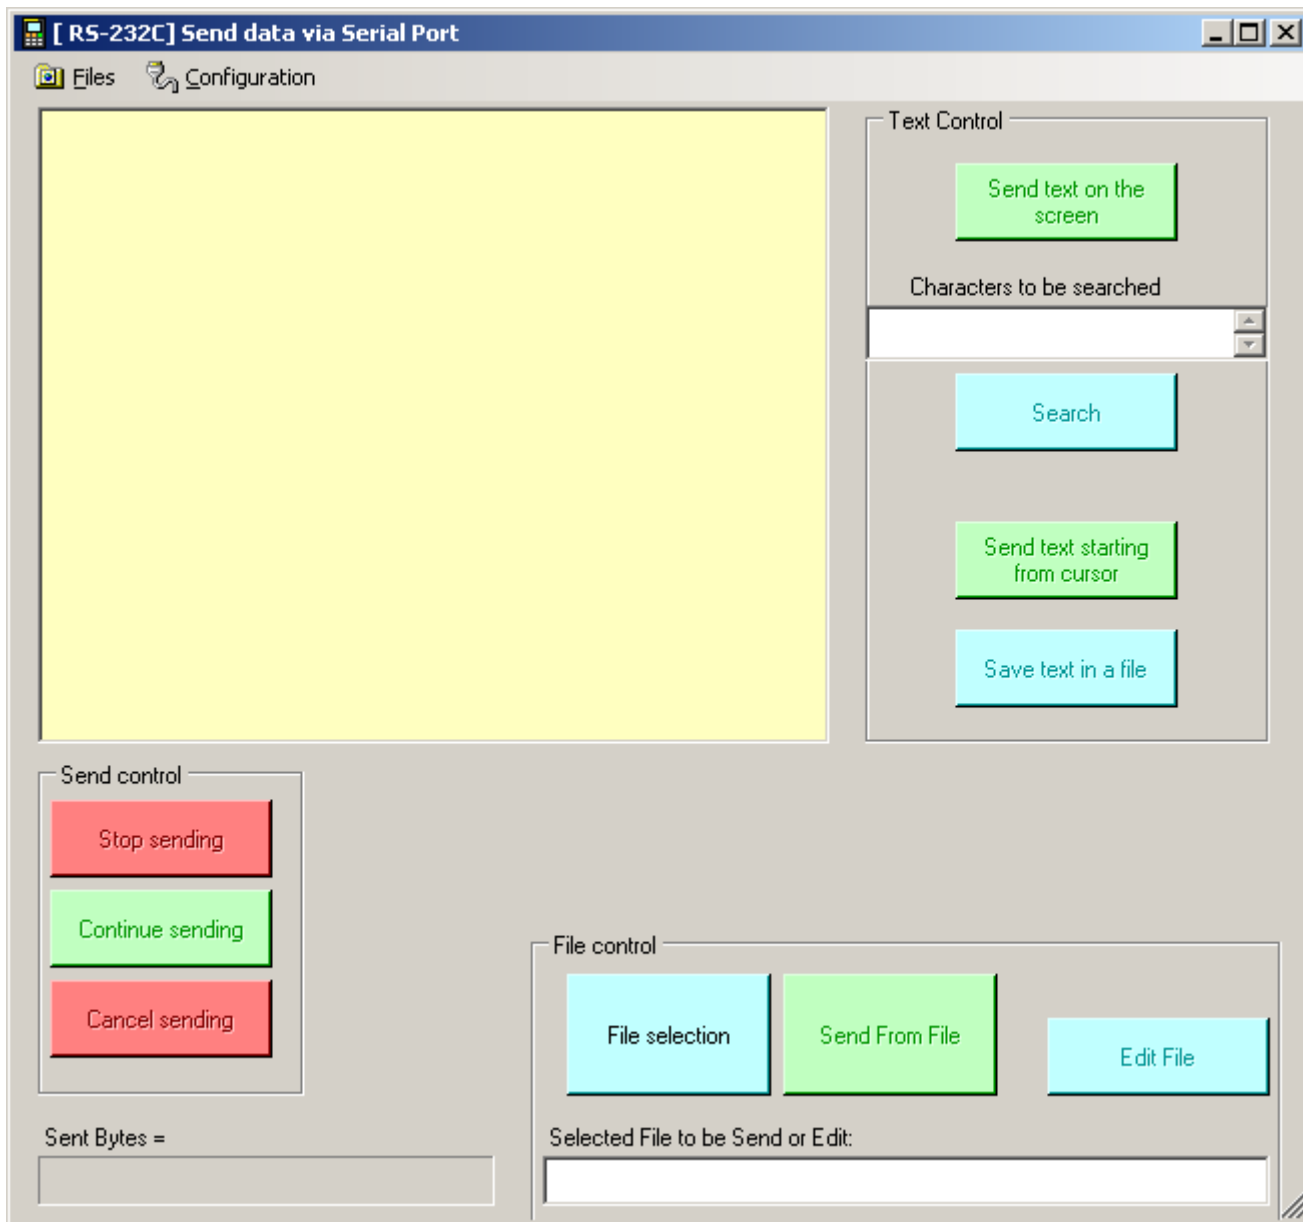 [ RS-232C] Send data via Serial Port
Files Configuration
Text Control
Send text on the
screen
Characters to be searched
Search
Send text starting
from cursor
Save text in a file
Send control
Stop sending
Continue sending
Cancel sending
File control
File selection
Send From File
Edit File
Sent Bytes =
Selected File to be Send or Edit: